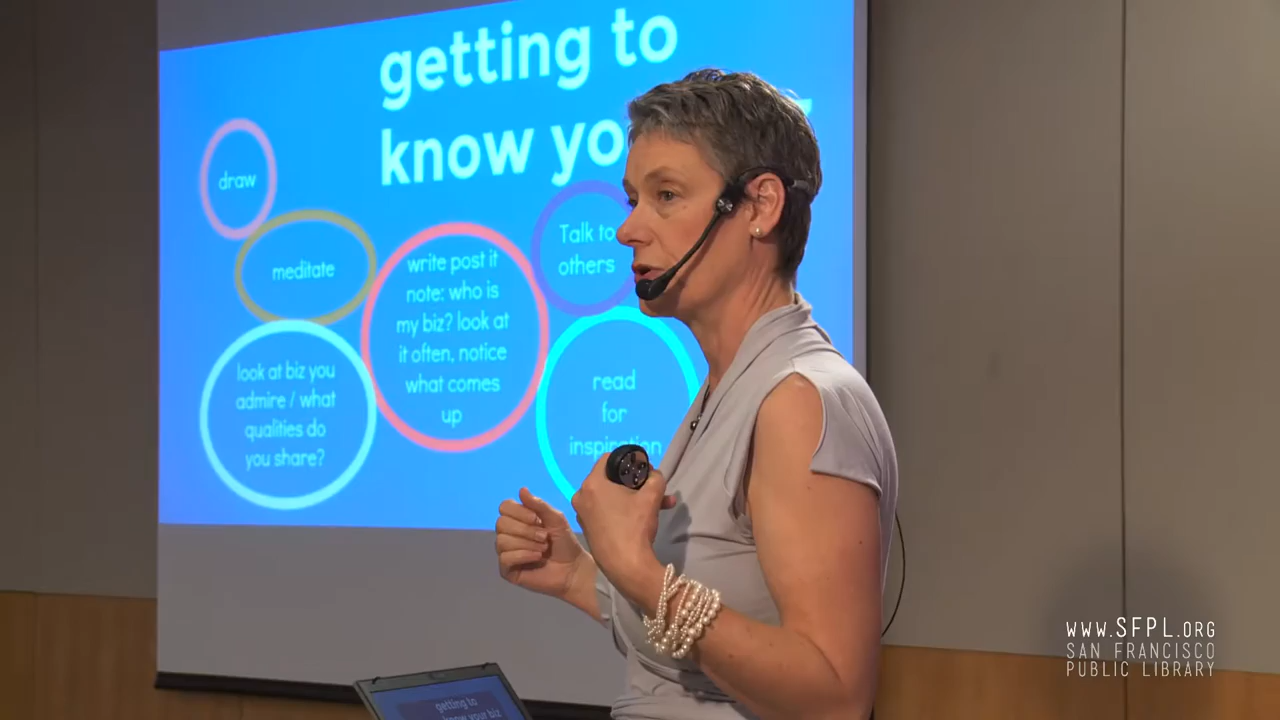 getting to
know yo
draw
meditate
write post it
note: who is
my biz? look at
it often, notice
what comes
up
Talk to
others
look at biz you
admire / what
qualities do
you share?
read
for
inspiration
getting to
know your biz
www.SFPL.org
SAN FRANCISCO
PUBLIC LIBRARY